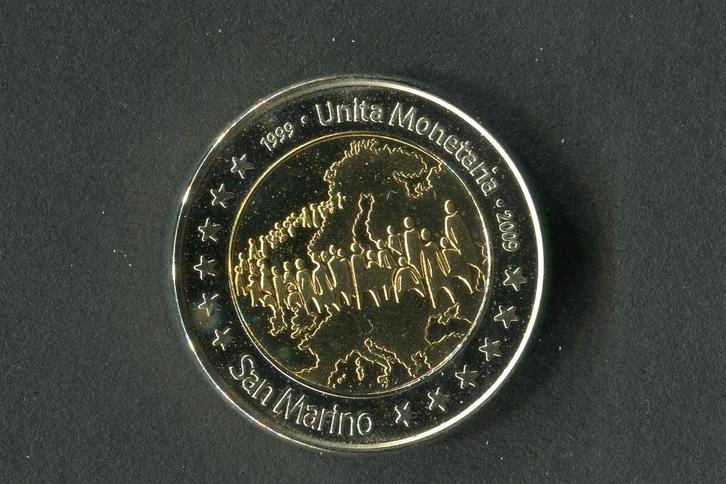 1999 • Unita Monetaria • 2009
San Marino